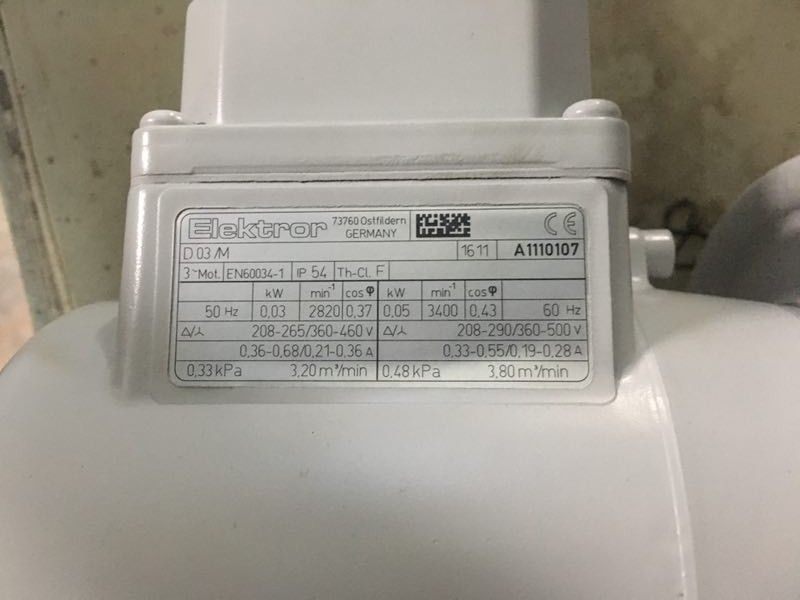 Elektror 73760 Ostfildern
GERMANY
CE
D 03/M 1611 A1110107
3~Mot. EN60034-1 IP 54 Th-Cl. F
kW min⁻¹ cos φ kW min⁻¹ cos φ
50 Hz 0,03 2820 0,37 0,05 3400 0,43 60 Hz
Δ/⅄ 208-265/360-460 V Δ/⅄ 208-290/360-500 V
0,36-0,68/0,21-0,36 A 0,33-0,55/0,19-0,28 A
0,33 kPa 3,20 m³/min 0,48 kPa 3,80 m³/min